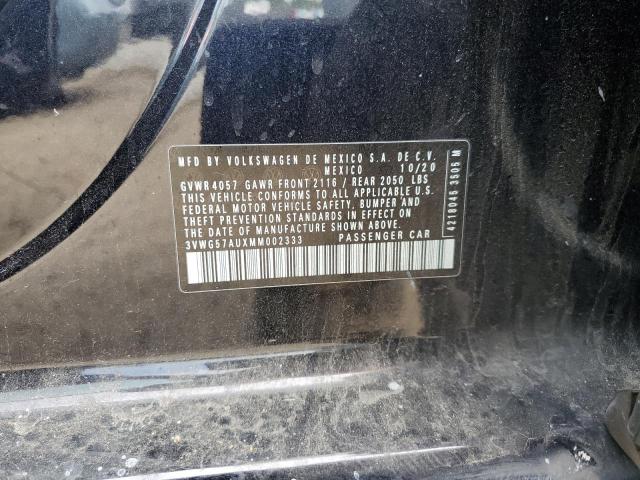 MFD BY VOLKSWAGEN DE MEXICO S.A. DE C.V.
MEXICO 10/20
GVWR 4057 GAWR FRONT 2116 / REAR 2050 LBS
THIS VEHICLE CONFORMS TO ALL APPLICABLE U.S.
FEDERAL MOTOR VEHICLE SAFETY, BUMPER AND
THEFT PREVENTION STANDARDS IN EFFECT ON
THE DATE OF MANUFACTURE SHOWN ABOVE.
3VWG57AUXMM002333 PASSENGER CAR
4218045 3505 M